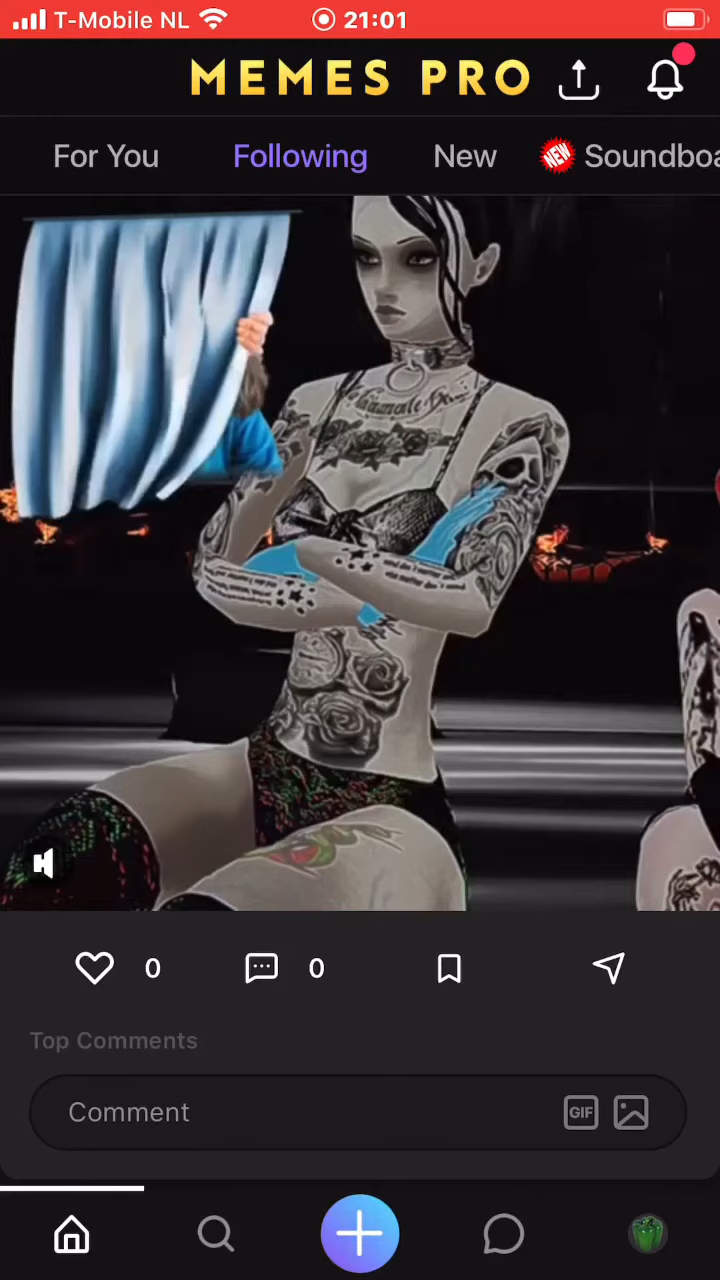 T-Mobile NL 21:01
MEMES PRO
For You Following New NEW Soundboa
0 0
Top Comments
Comment GIF